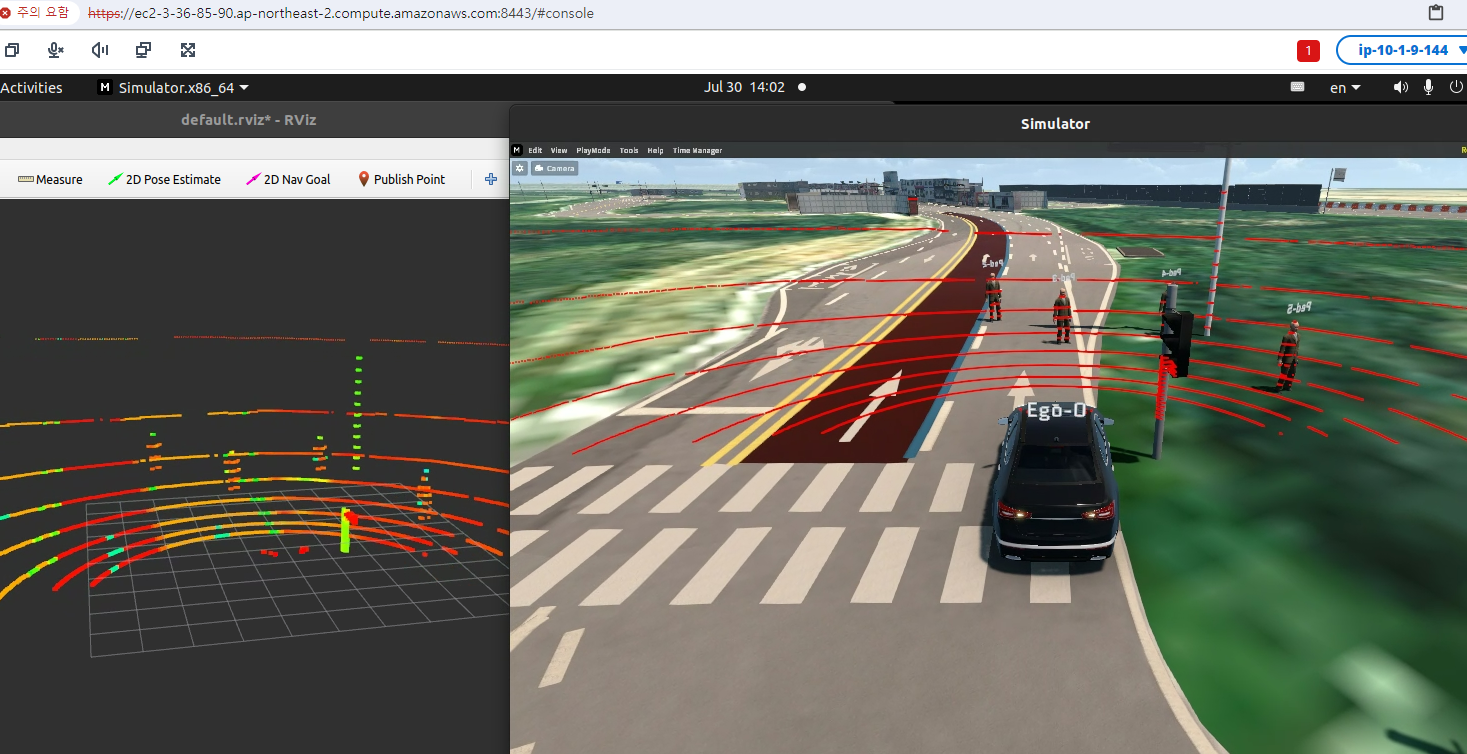 주의 요함 https://ec2-3-36-85-90.ap-northeast-2.compute.amazonaws.com:8443/#console
1 ip-10-1-9-144
Activities M Simulator.x86_64 Jul 30 14:02 en
default.rviz* - RViz
Simulator
M Edit View PlayMode Tools Help Time Manager
Measure 2D Pose Estimate 2D Nav Goal Publish Point
Camera
Ped-3
Ped-4
Ped-5
Ego-0